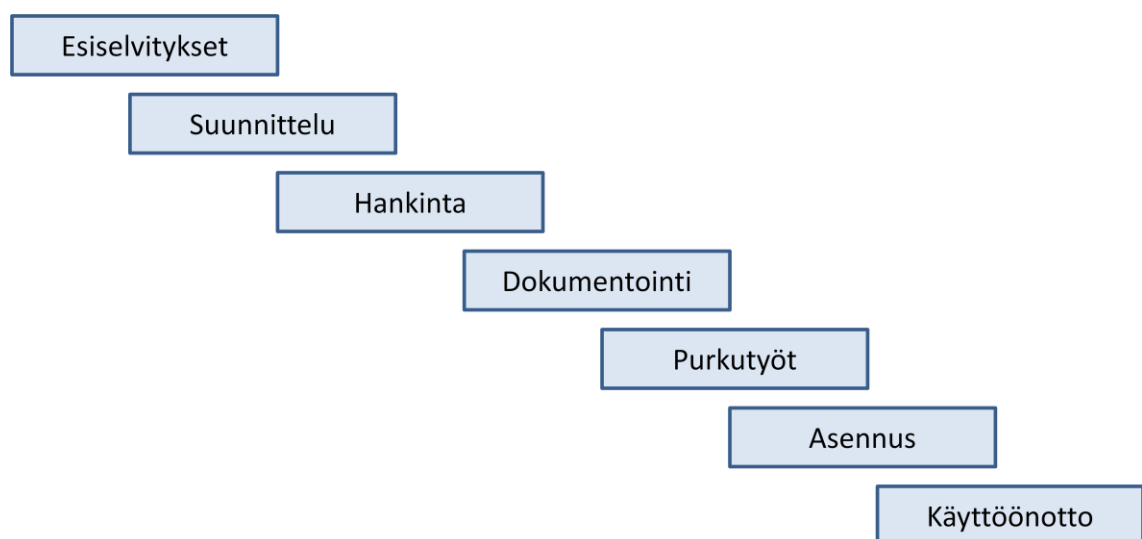 Esiselvitykset
Suunnittelu
Hankinta
Dokumentointi
Purkutyöt
Asennus
Käyttöönotto